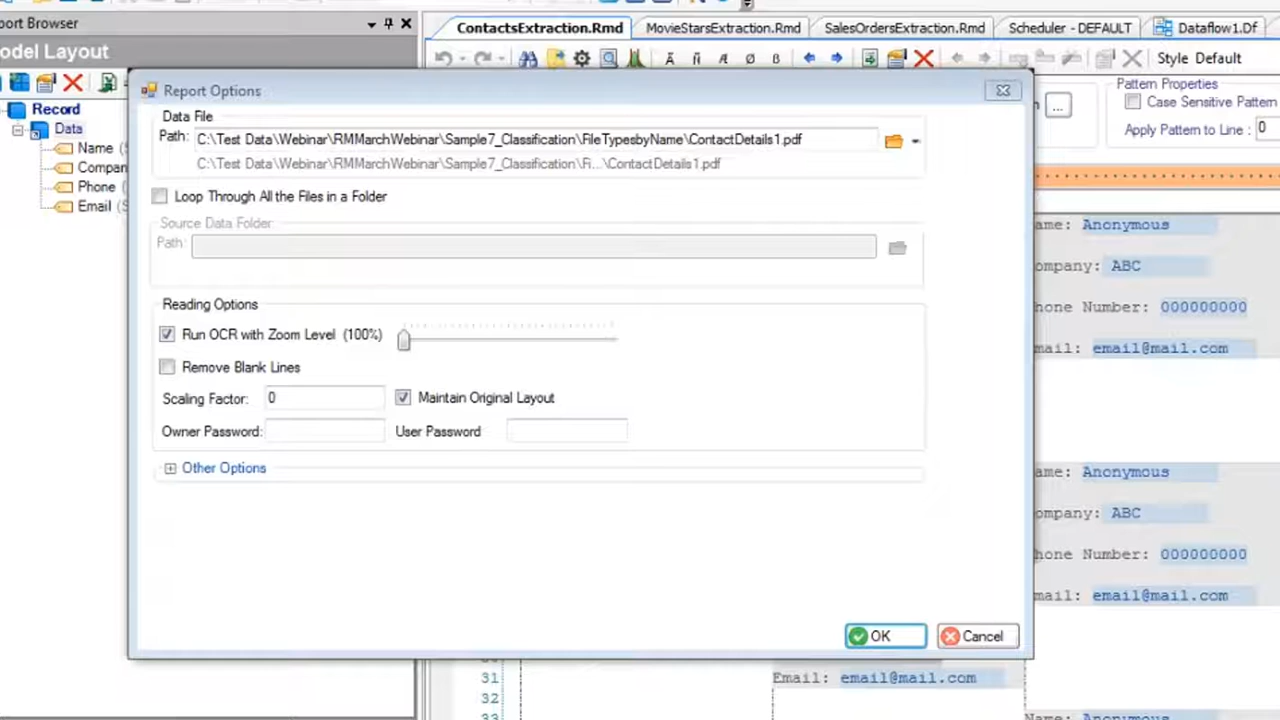 port Browser
ContactsExtraction.Rmd
MovieStarsExtraction.Rmd
SalesOrdersExtraction.Rmd
Scheduler - DEFAULT
Dataflow1.Df
odel Layout
Ä Ñ Æ Ø ß
Style Default
Report Options
Pattern Properties
Case Sensitive Pattern
Apply Pattern to Line : 0
Record
Data
Name (S
Compan
Phone (
Email (S
Data File
Path: C:\Test Data\Webinar\RMMarchWebinar\Sample7_Classification\FileTypesbyName\ContactDetails1.pdf
C:\Test Data\Webinar\RMMarchWebinar\Sample7_Classification\Fi...\ContactDetails1.pdf
Loop Through All the Files in a Folder
Source Data Folder:
Path:
Reading Options
Run OCR with Zoom Level (100%)
Remove Blank Lines
Scaling Factor: 0
Maintain Original Layout
Owner Password:
User Password
Other Options
OK
Cancel
ame: Anonymous
ompany: ABC
hone Number: 000000000
mail: email@mail.com
ame: Anonymous
ompany: ABC
hone Number: 000000000
mail: email@mail.com
31 Email: email@mail.com
32
33 Name: Anonymous